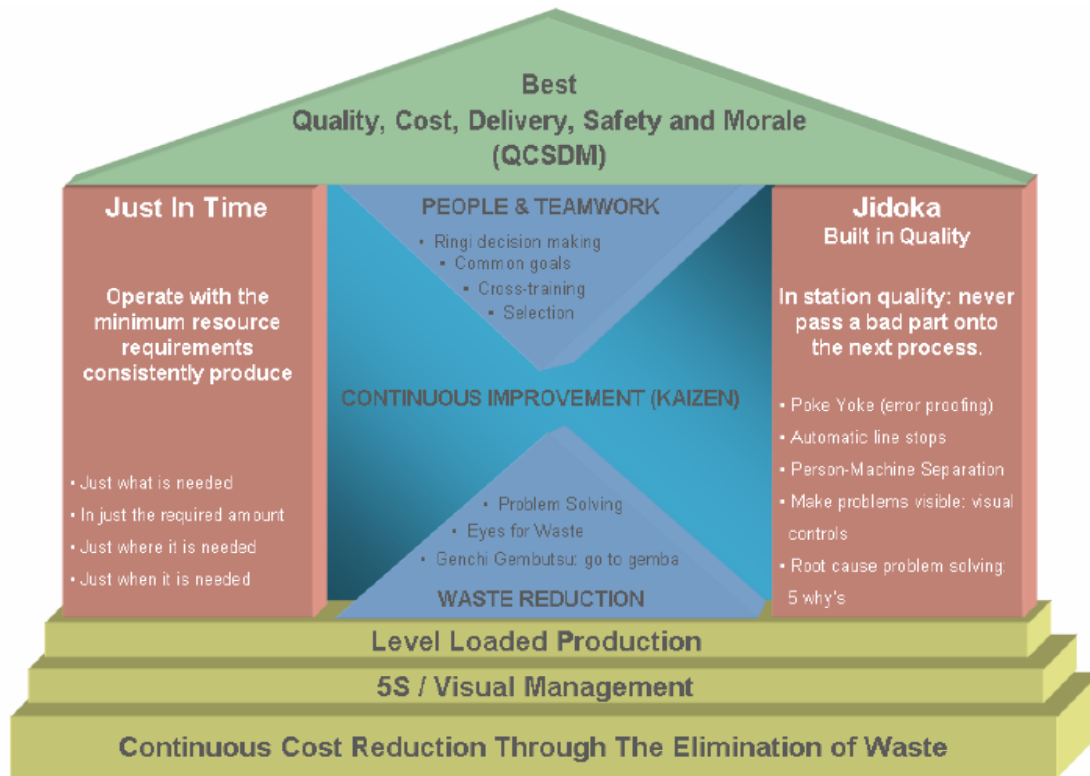 Best
Quality, Cost, Delivery, Safety and Morale
(QCSDM)
Just In Time
Operate with the
minimum resource
requirements
consistently produce
• Just what is needed
• In just the required amount
• Just where it is needed
• Just when it is needed
PEOPLE & TEAMWORK
• Ringi decision making
• Common goals
• Cross-training
• Selection
CONTINUOUS IMPROVEMENT (KAIZEN)
• Problem Solving
• Eyes for Waste
• Genchi Gembutsu: go to gemba
WASTE REDUCTION
Jidoka
Built in Quality
In station quality: never
pass a bad part onto
the next process.
• Poke Yoke (error proofing)
• Automatic line stops
• Person-Machine Separation
• Make problems visible: visual
controls
• Root cause problem solving:
5 why's
Level Loaded Production
5S / Visual Management
Continuous Cost Reduction Through The Elimination of Waste